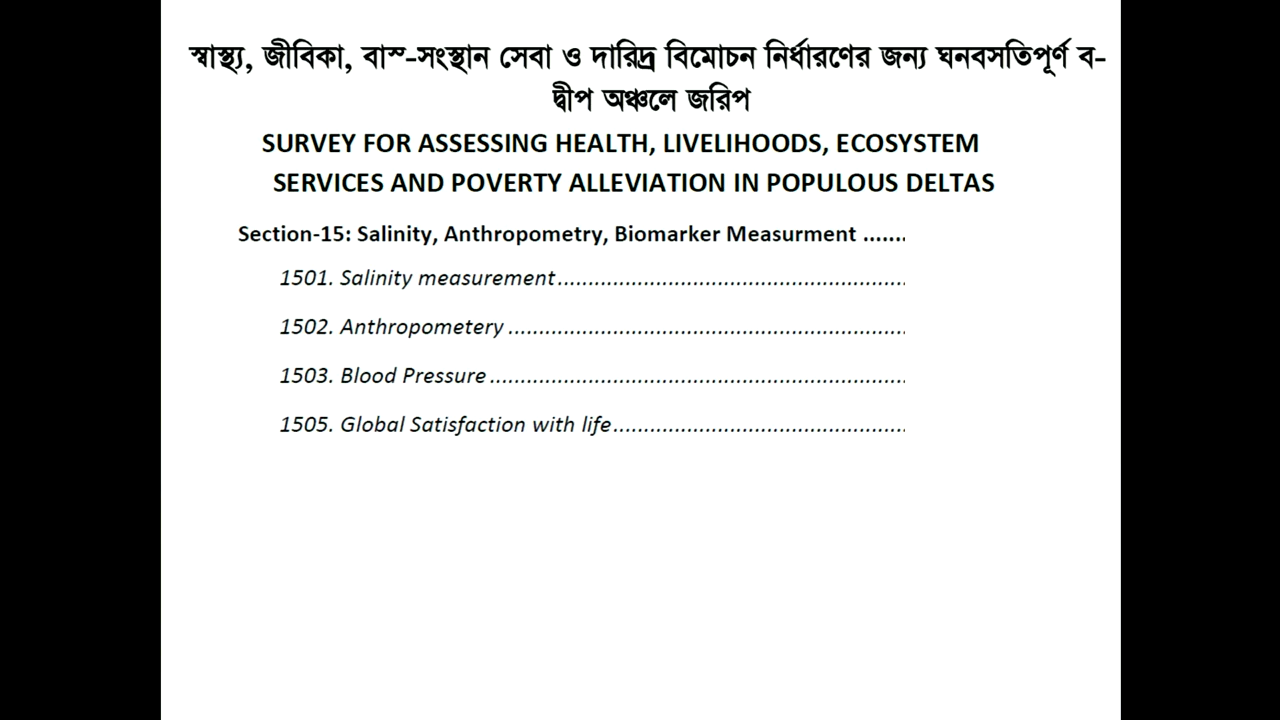 স্বাস্থ্য, জীবিকা, বাস্প-সংস্থান সেবা ও দারিদ্র বিমোচন নির্ধারণের জন্য ঘনবসতিপূর্ণ ব-
দ্বীপ অঞ্চলে জরিপ
SURVEY FOR ASSESSING HEALTH, LIVELIHOODS, ECOSYSTEM
SERVICES AND POVERTY ALLEVIATION IN POPULOUS DELTAS
Section-15: Salinity, Anthropometry, Biomarker Measurment .......
1501. Salinity measurement.........................................................
1502. Anthropometery .................................................................
1503. Blood Pressure....................................................................
1505. Global Satisfaction with life................................................